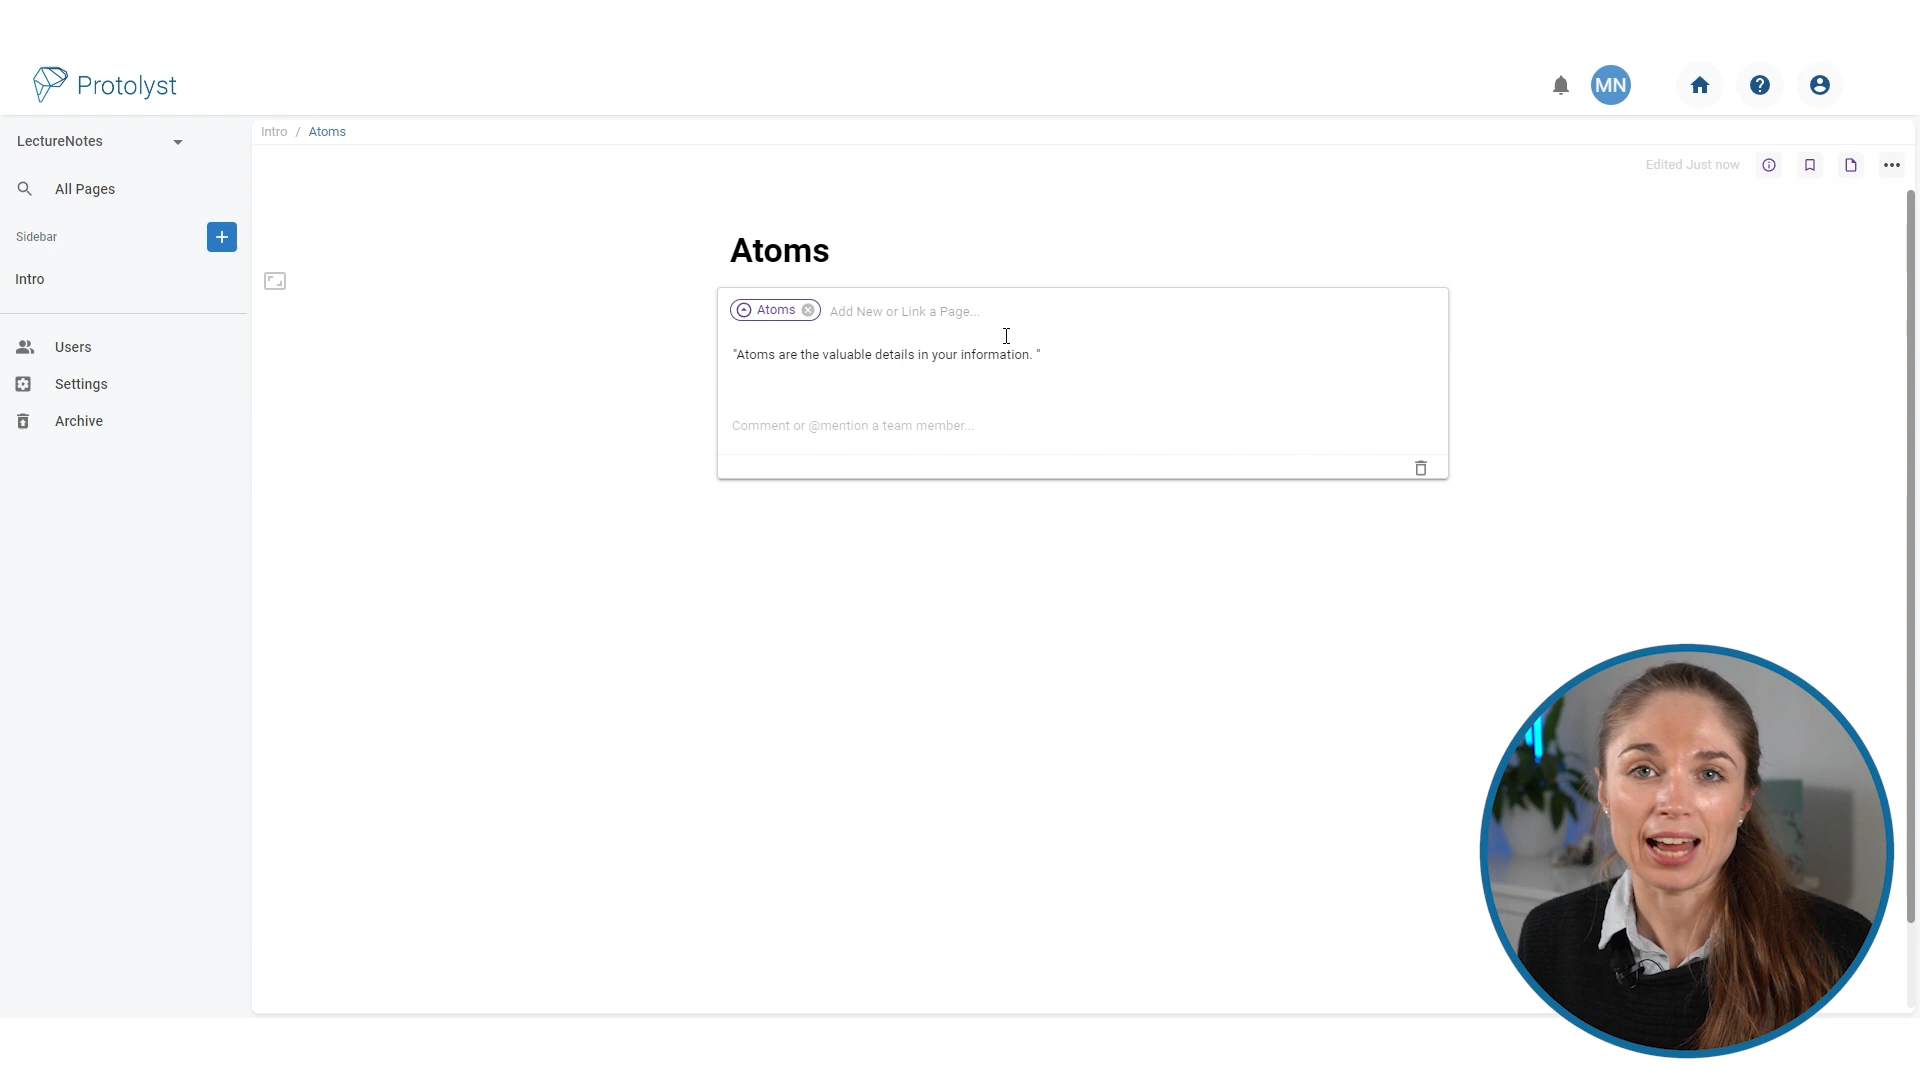 Protolyst
MN
LectureNotes
Intro / Atoms
Edited Just now
All Pages
Sidebar
+
Intro
Users
Settings
Archive
Atoms
Atoms Add New or Link a Page...
"Atoms are the valuable details in your information. "
Comment or @mention a team member...